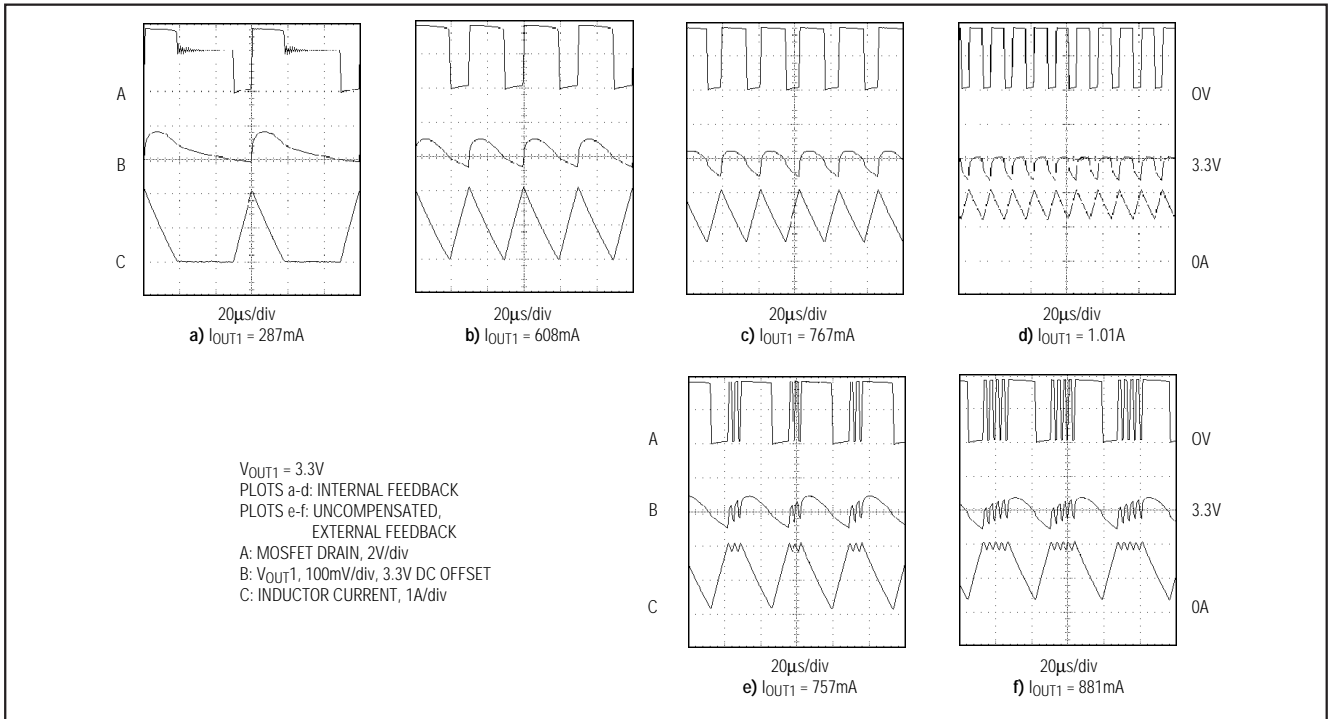 A
B
C
0V
3.3V
0A
20µs/div
a) IOUT1 = 287mA
20µs/div
b) IOUT1 = 608mA
20µs/div
c) IOUT1 = 767mA
20µs/div
d) IOUT1 = 1.01A
VOUT1 = 3.3V
PLOTS a-d: INTERNAL FEEDBACK
PLOTS e-f: UNCOMPENSATED,
EXTERNAL FEEDBACK
A: MOSFET DRAIN, 2V/div
B: VOUT1, 100mV/div, 3.3V DC OFFSET
C: INDUCTOR CURRENT, 1A/div
A
B
C
0V
3.3V
0A
20µs/div
e) IOUT1 = 757mA
20µs/div
f) IOUT1 = 881mA